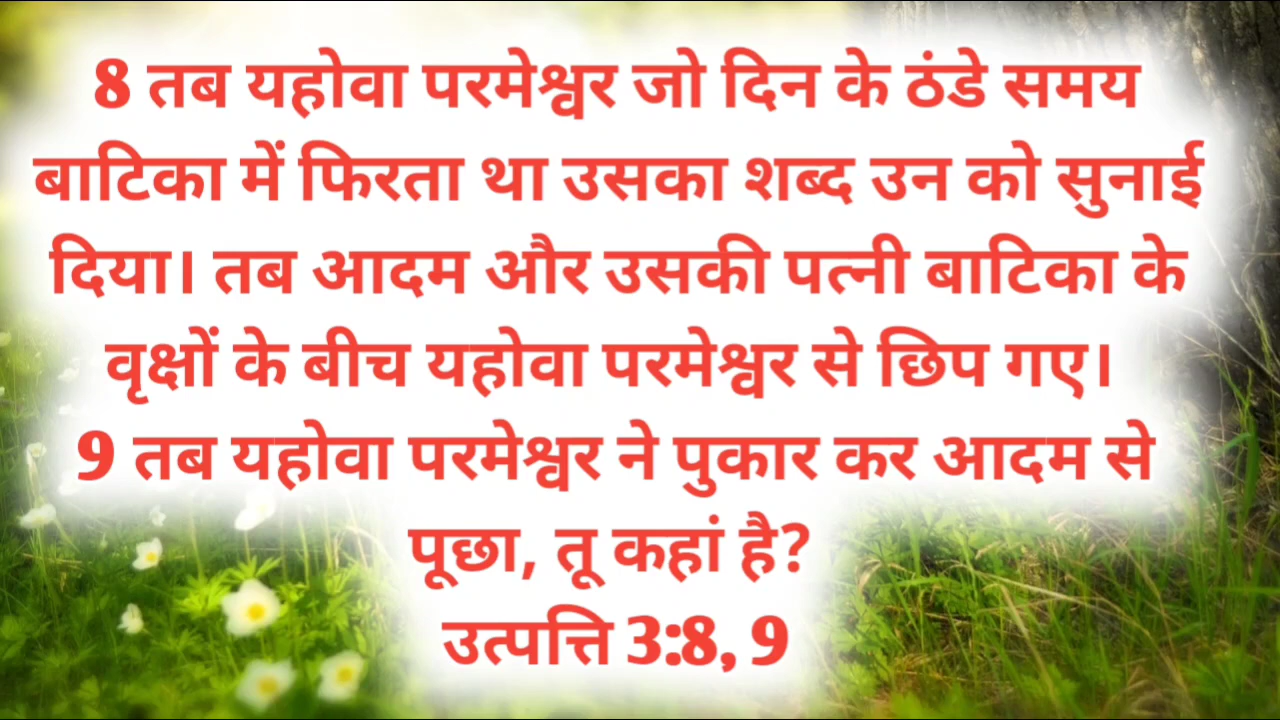 8 तब यहोवा परमेश्वर जो दिन के ठंडे समय
बाटिका में फिरता था उसका शब्द उन को सुनाई
दिया। तब आदम और उसकी पत्नी बाटिका के
वृक्षों के बीच यहोवा परमेश्वर से छिप गए।
9 तब यहोवा परमेश्वर ने पुकार कर आदम से
पूछा, तू कहां है?
उत्पत्ति 3:8, 9